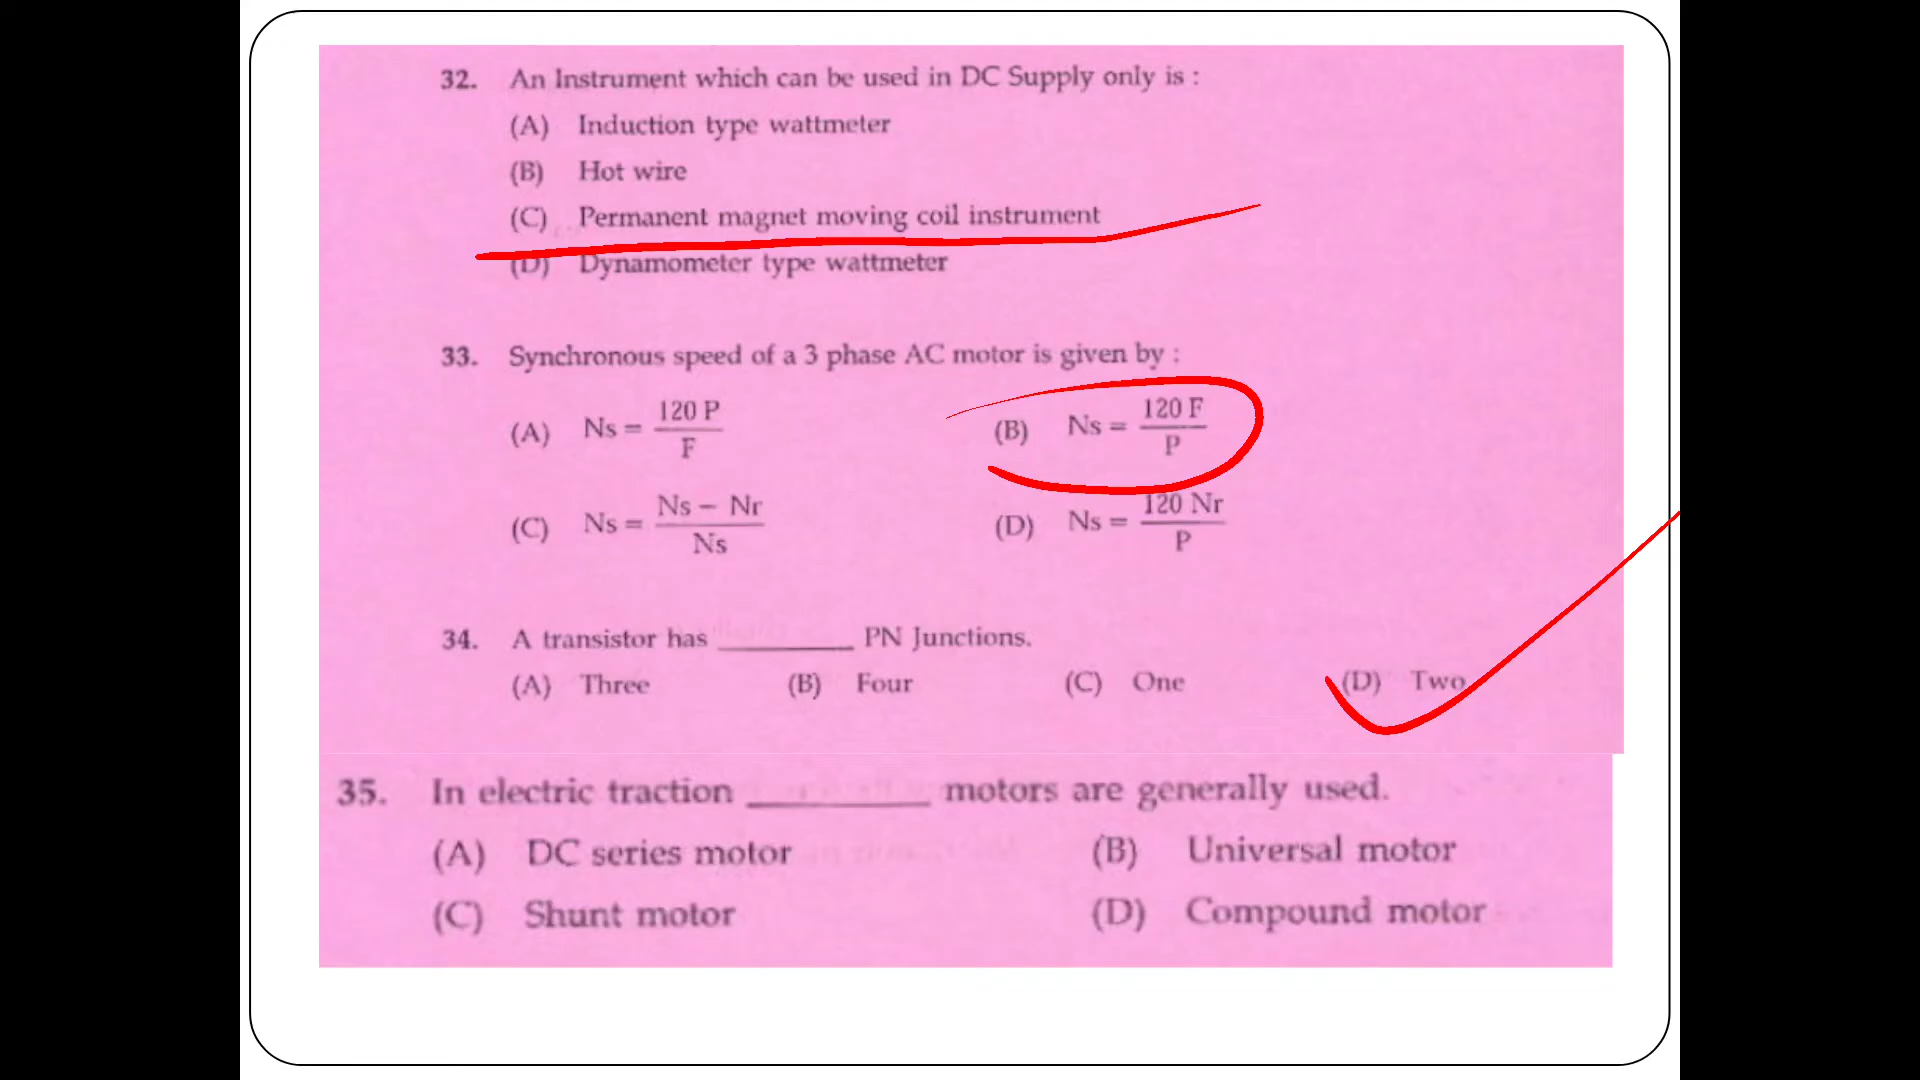 32. An Instrument which can be used in DC Supply only is :
(A) Induction type wattmeter
(B) Hot wire
(C) Permanent magnet moving coil instrument
(D) Dynamometer type wattmeter
33. Synchronous speed of a 3 phase AC motor is given by :
(A) Ns = 120 P / F (B) Ns = 120 F / P
(C) Ns = Ns − Nr / Ns (D) Ns = 120 Nr / P
34. A transistor has ________ PN Junctions.
(A) Three (B) Four (C) One (D) Two
35. In electric traction ________ motors are generally used.
(A) DC series motor (B) Universal motor
(C) Shunt motor (D) Compound motor